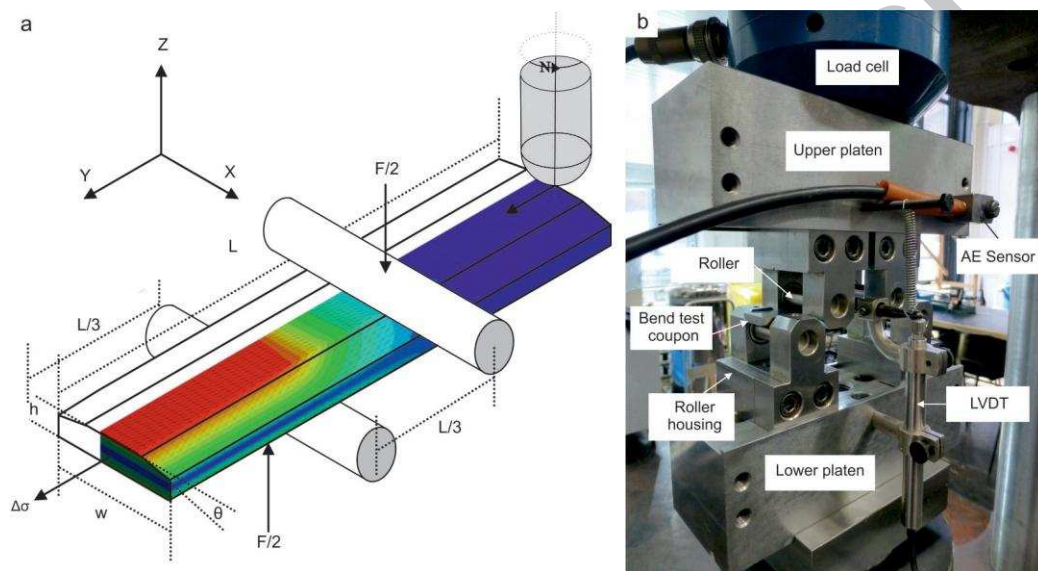 a
Z
Y
X
N
F/2
L
L/3
h
L/3
Δσ
w
θ
F/2
b
Load cell
Upper platen
AE Sensor
Roller
Bend test
coupon
Roller
housing
LVDT
Lower platen